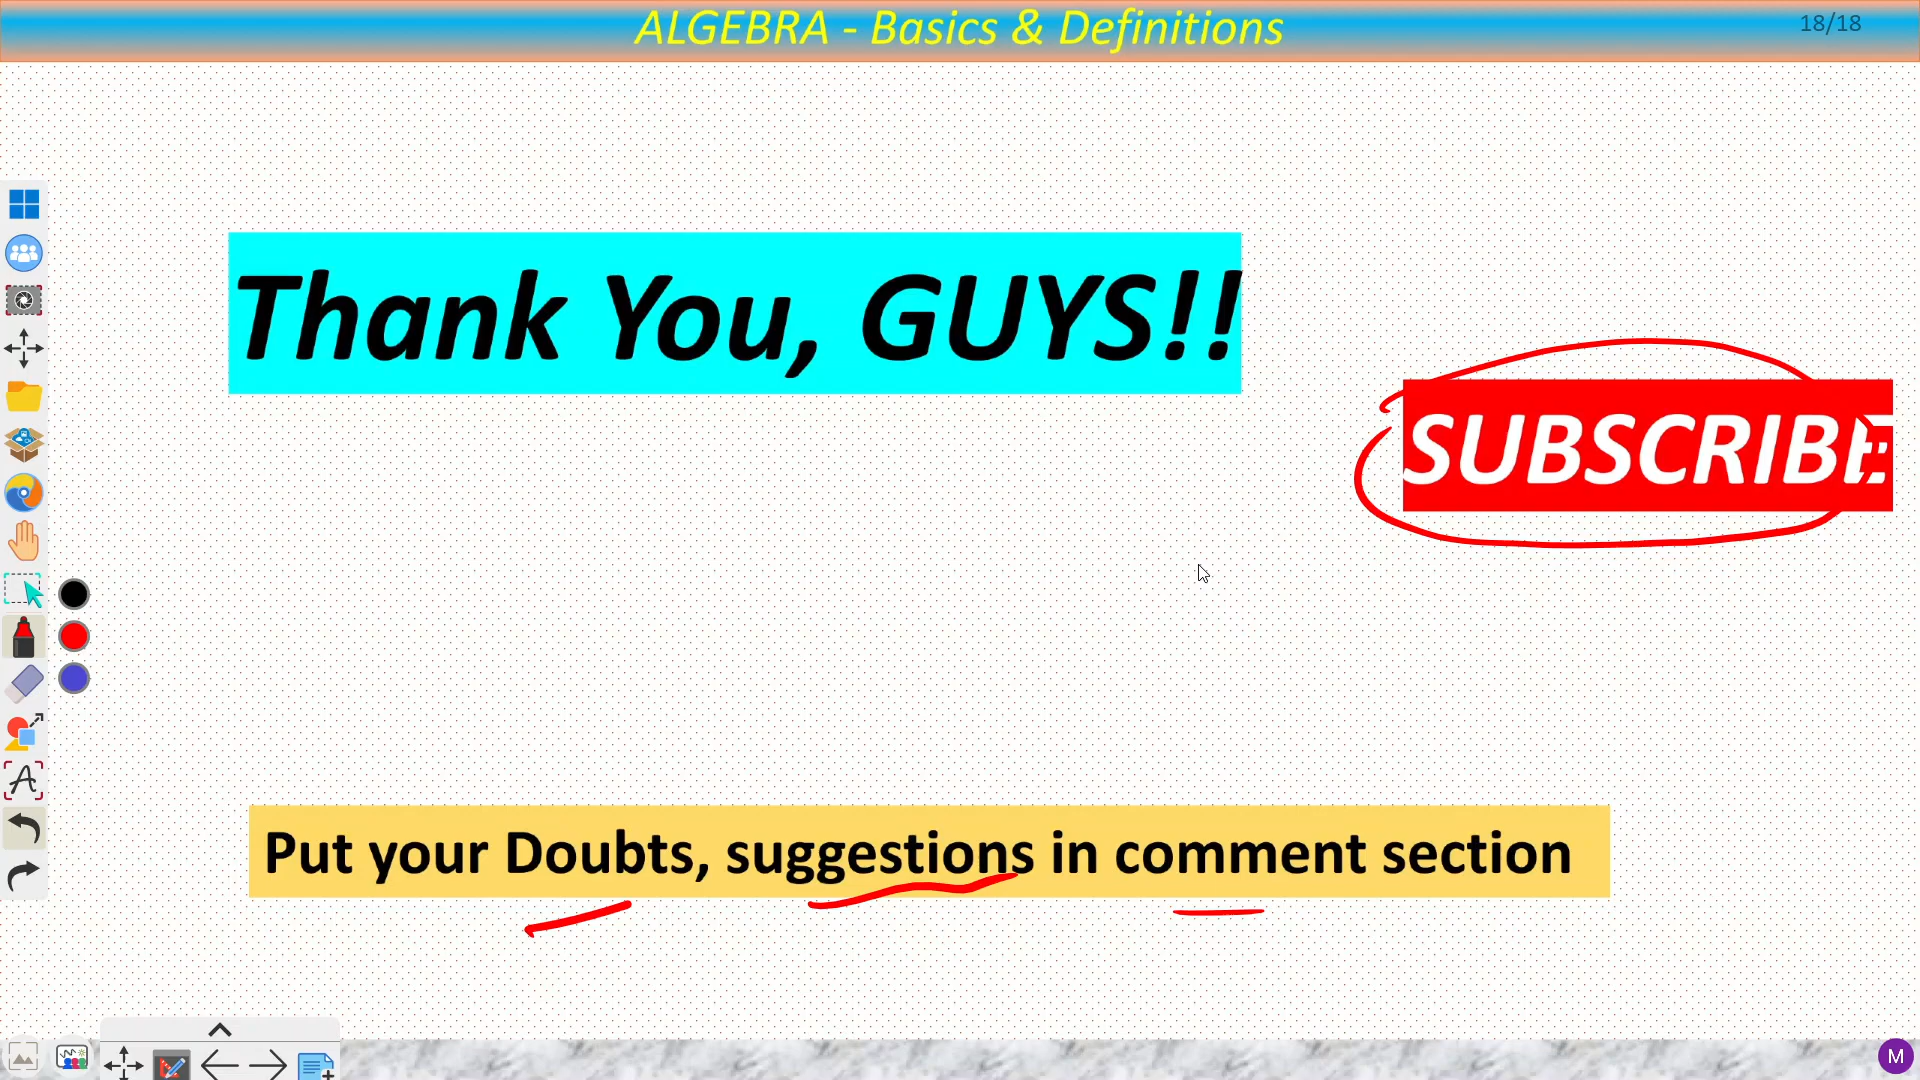 ALGEBRA - Basics & Definitions
18/18
Thank You, GUYS!!
SUBSCRIBE
Put your Doubts, suggestions in comment section
M